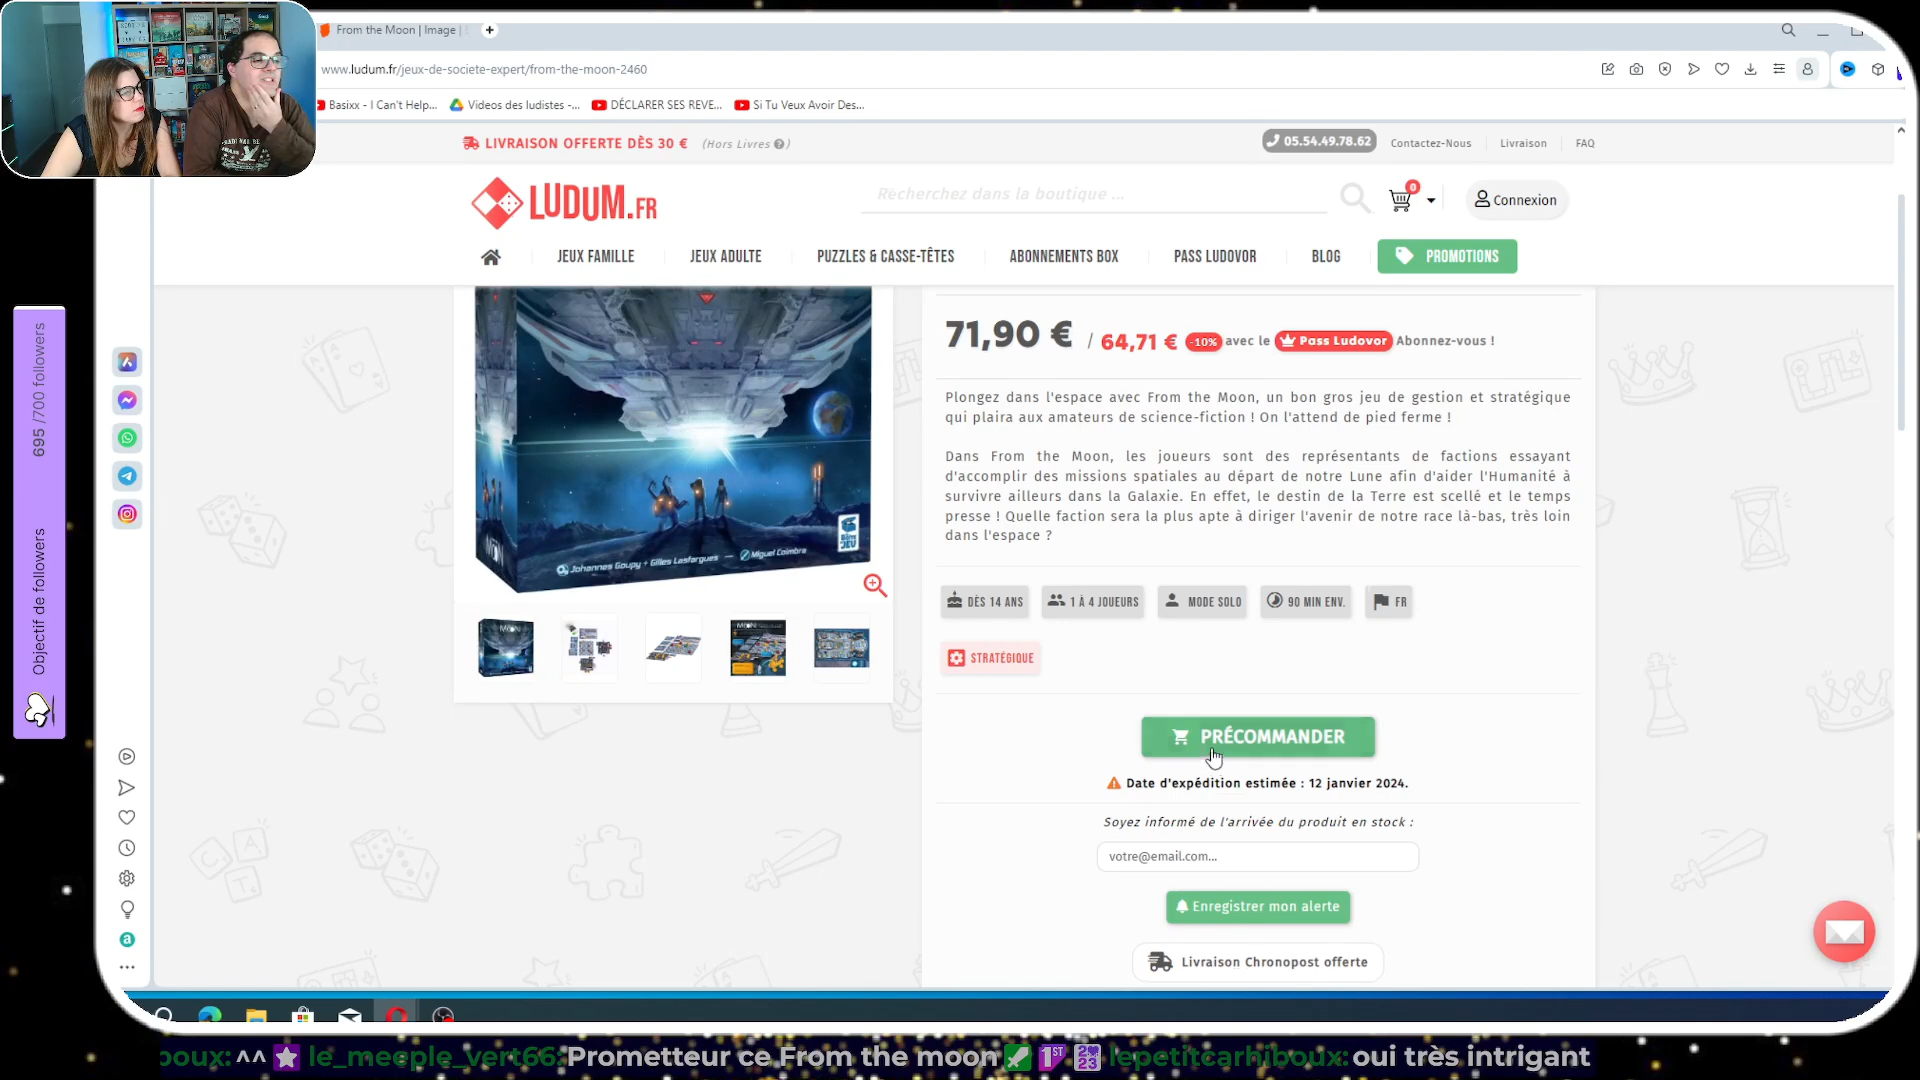 From the Moon | Image |
www.ludum.fr/jeux-de-societe-expert/from-the-moon-2460
Basixx - I Can't Help...
Videos des ludistes -...
DÉCLARER SES REVE...
Si Tu Veux Avoir Des...
LIVRAISON OFFERTE DÈS 30 € (Hors Livres ?)
05.54.49.78.62
Contactez-Nous
Livraison
FAQ
LUDUM.FR
Recherchez dans la boutique ...
0
Connexion
JEUX FAMILLE
JEUX ADULTE
PUZZLES & CASSE-TÊTES
ABONNEMENTS BOX
PASS LUDOVOR
BLOG
PROMOTIONS
71,90 € / 64,71 € -10% avec le Pass Ludovor Abonnez-vous !
Plongez dans l'espace avec From the Moon, un bon gros jeu de gestion et stratégique
qui plaira aux amateurs de science-fiction ! On l'attend de pied ferme !
Dans From the Moon, les joueurs sont des représentants de factions essayant
d'accomplir des missions spatiales au départ de notre Lune afin d'aider l'Humanité à
survivre ailleurs dans la Galaxie. En effet, le destin de la Terre est scellé et le temps
presse ! Quelle faction sera la plus apte à diriger l'avenir de notre race là-bas, très loin
dans l'espace ?
Johannes Goupy + Gilles Lasfargues — Miguel Coimbra
MOON
DÈS 14 ANS
1 À 4 JOUEURS
MODE SOLO
90 MIN ENV.
FR
STRATÉGIQUE
PRÉCOMMANDER
Date d'expédition estimée : 12 janvier 2024.
Soyez informé de l'arrivée du produit en stock :
votre@email.com...
Enregistrer mon alerte
Livraison Chronopost offerte
Objectif de followers
695 /700 followers
boux: ^^ le_meeple_vert66: Prometteur ce From the moon 1ST 2023 lepetitcarhiboux: oui très intrigant